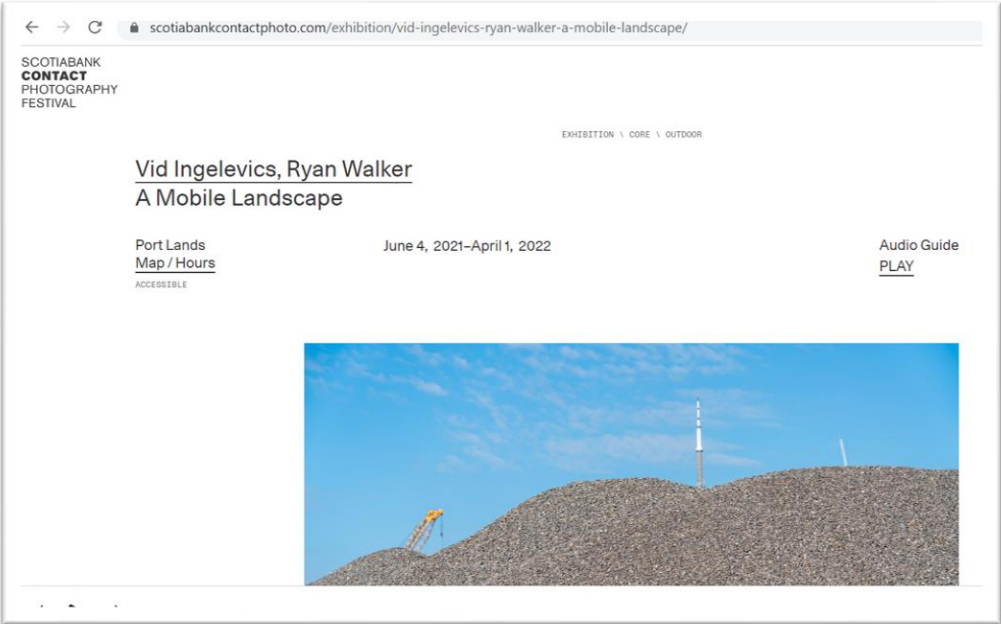 scotiabankcontactphoto.com/exhibition/vid-ingelevics-ryan-walker-a-mobile-landscape/
SCOTIABANK
CONTACT
PHOTOGRAPHY
FESTIVAL
EXHIBITION \ CORE \ OUTDOOR
Vid Ingelevics, Ryan Walker
A Mobile Landscape
Port Lands
Map / Hours
ACCESSIBLE
June 4, 2021–April 1, 2022
Audio Guide
PLAY